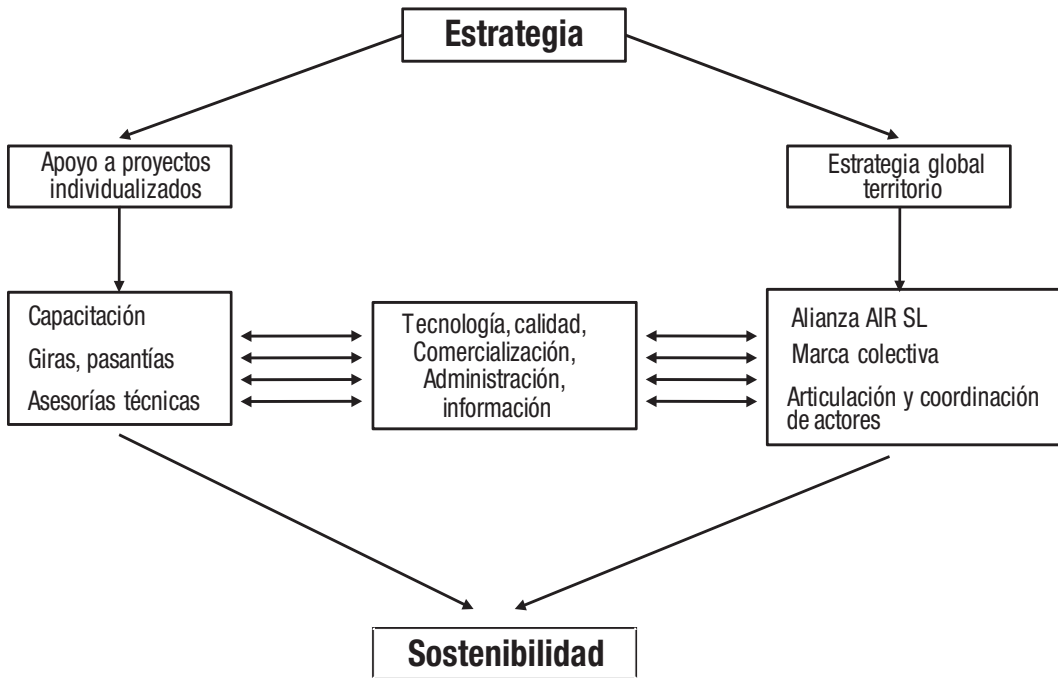 Estrategia
Apoyo a proyectos
individualizados
Estrategia global
territorio
Capacitación
Giras, pasantías
Asesorías técnicas
Tecnología, calidad,
Comercialización,
Administración,
información
Alianza AIR SL
Marca colectiva
Articulación y coordinación
de actores
Sostenibilidad